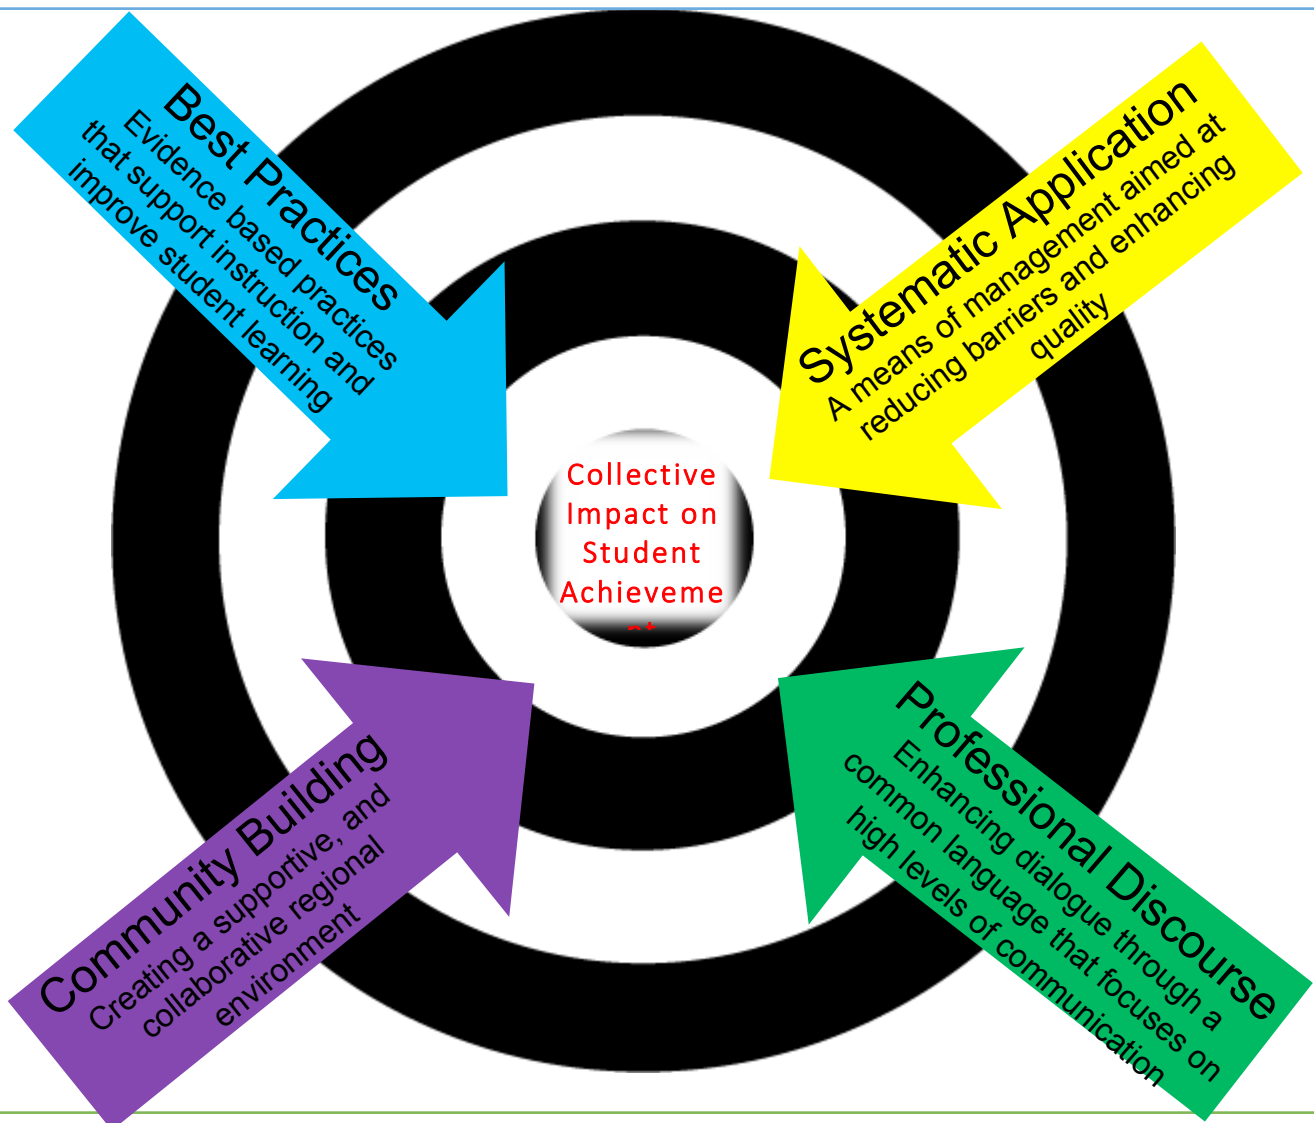 Best Practices
Evidence based practices
that support instruction and
improve student learning
Systematic Application
A means of management aimed at
reducing barriers and enhancing
quality
Collective
Impact on
Student
Achieveme
nt
Community Building
Creating a supportive, and
collaborative regional
environment
Professional Discourse
Enhancing dialogue through a
common language that focuses on
high levels of communication